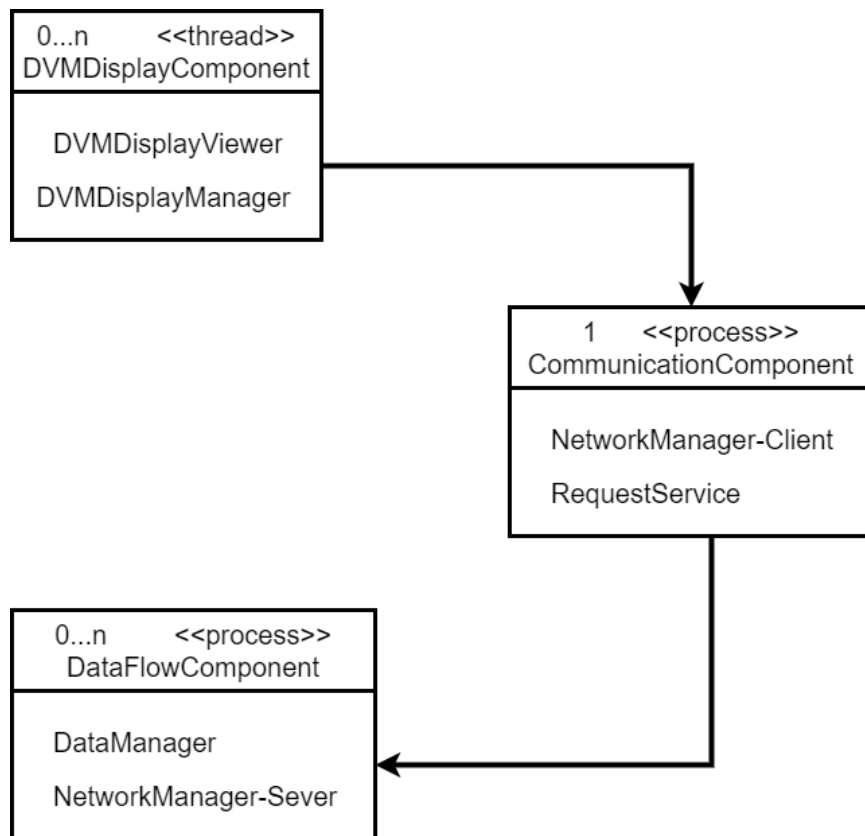 0...n <<thread>>
DVMDisplayComponent
DVMDisplayViewer
DVMDisplayManager
1 <<process>>
CommunicationComponent
NetworkManager-Client
RequestService
0...n <<process>>
DataFlowComponent
DataManager
NetworkManager-Sever